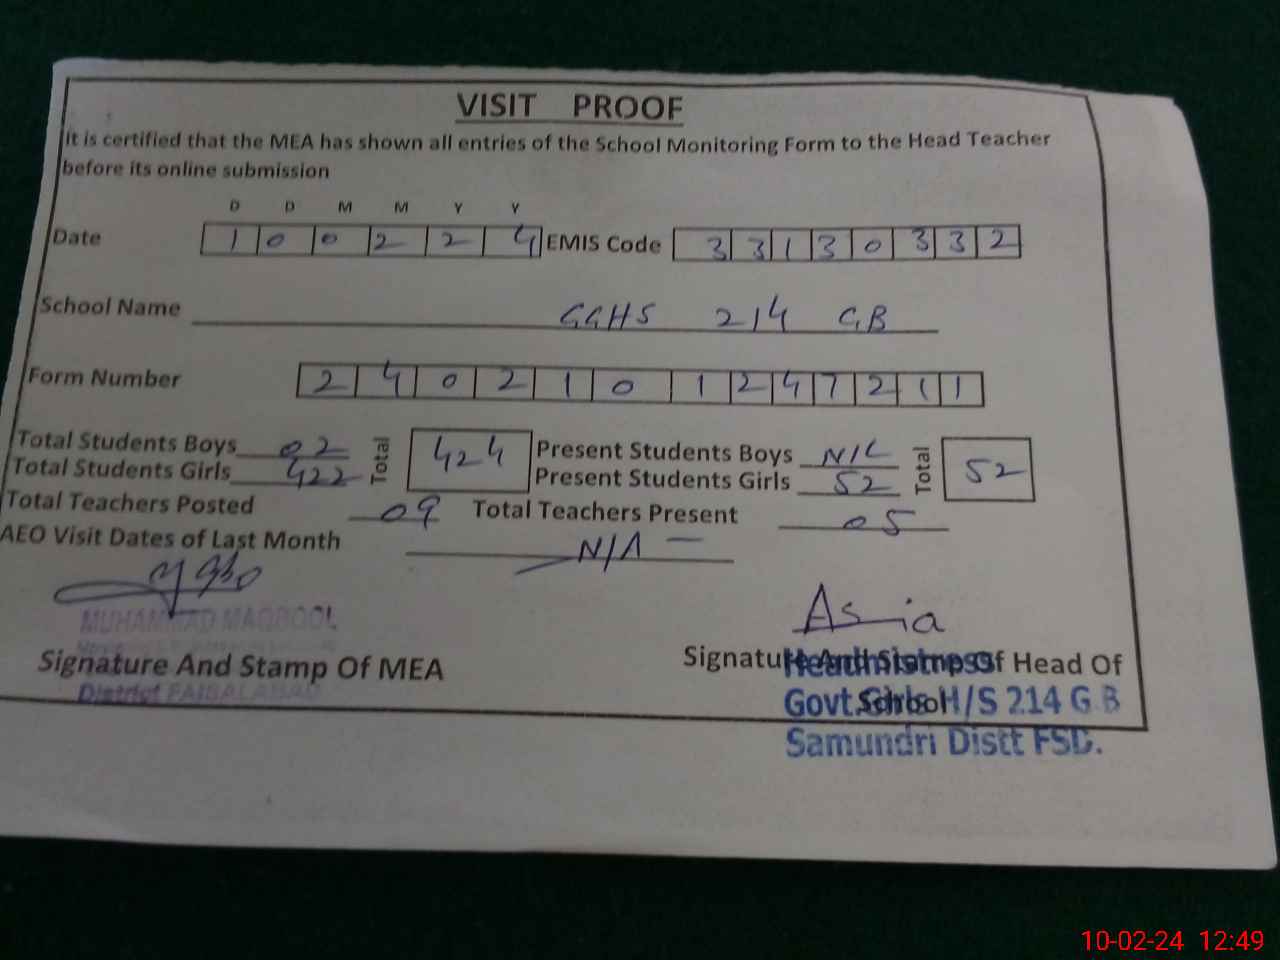 VISIT PROOF
It is certified that the MEA has shown all entries of the School Monitoring Form to the Head Teacher
before its online submission
D D M M Y Y
Date 1 0 0 2 2 4 EMIS Code 3 3 1 3 0 3 3 2
School Name GGHS 214 GB
Form Number 2 4 0 2 1 0 1 2 4 7 2 1 1
Total Students Boys 02 Total 424 Present Students Boys NIL Total 52
Total Students Girls 422 Present Students Girls 52
Total Teachers Posted 09 Total Teachers Present 05
AEO Visit Dates of Last Month N/A
Asia
MUHAMMAD MAQBOOL
Signature And Stamp Of MEA Signature And Stamp Of Head Of
School
District FAISALABAD
Headmistress
Govt.Girls H/S 214 G.B
Samundri Distt FSD.
10-02-24 12:49